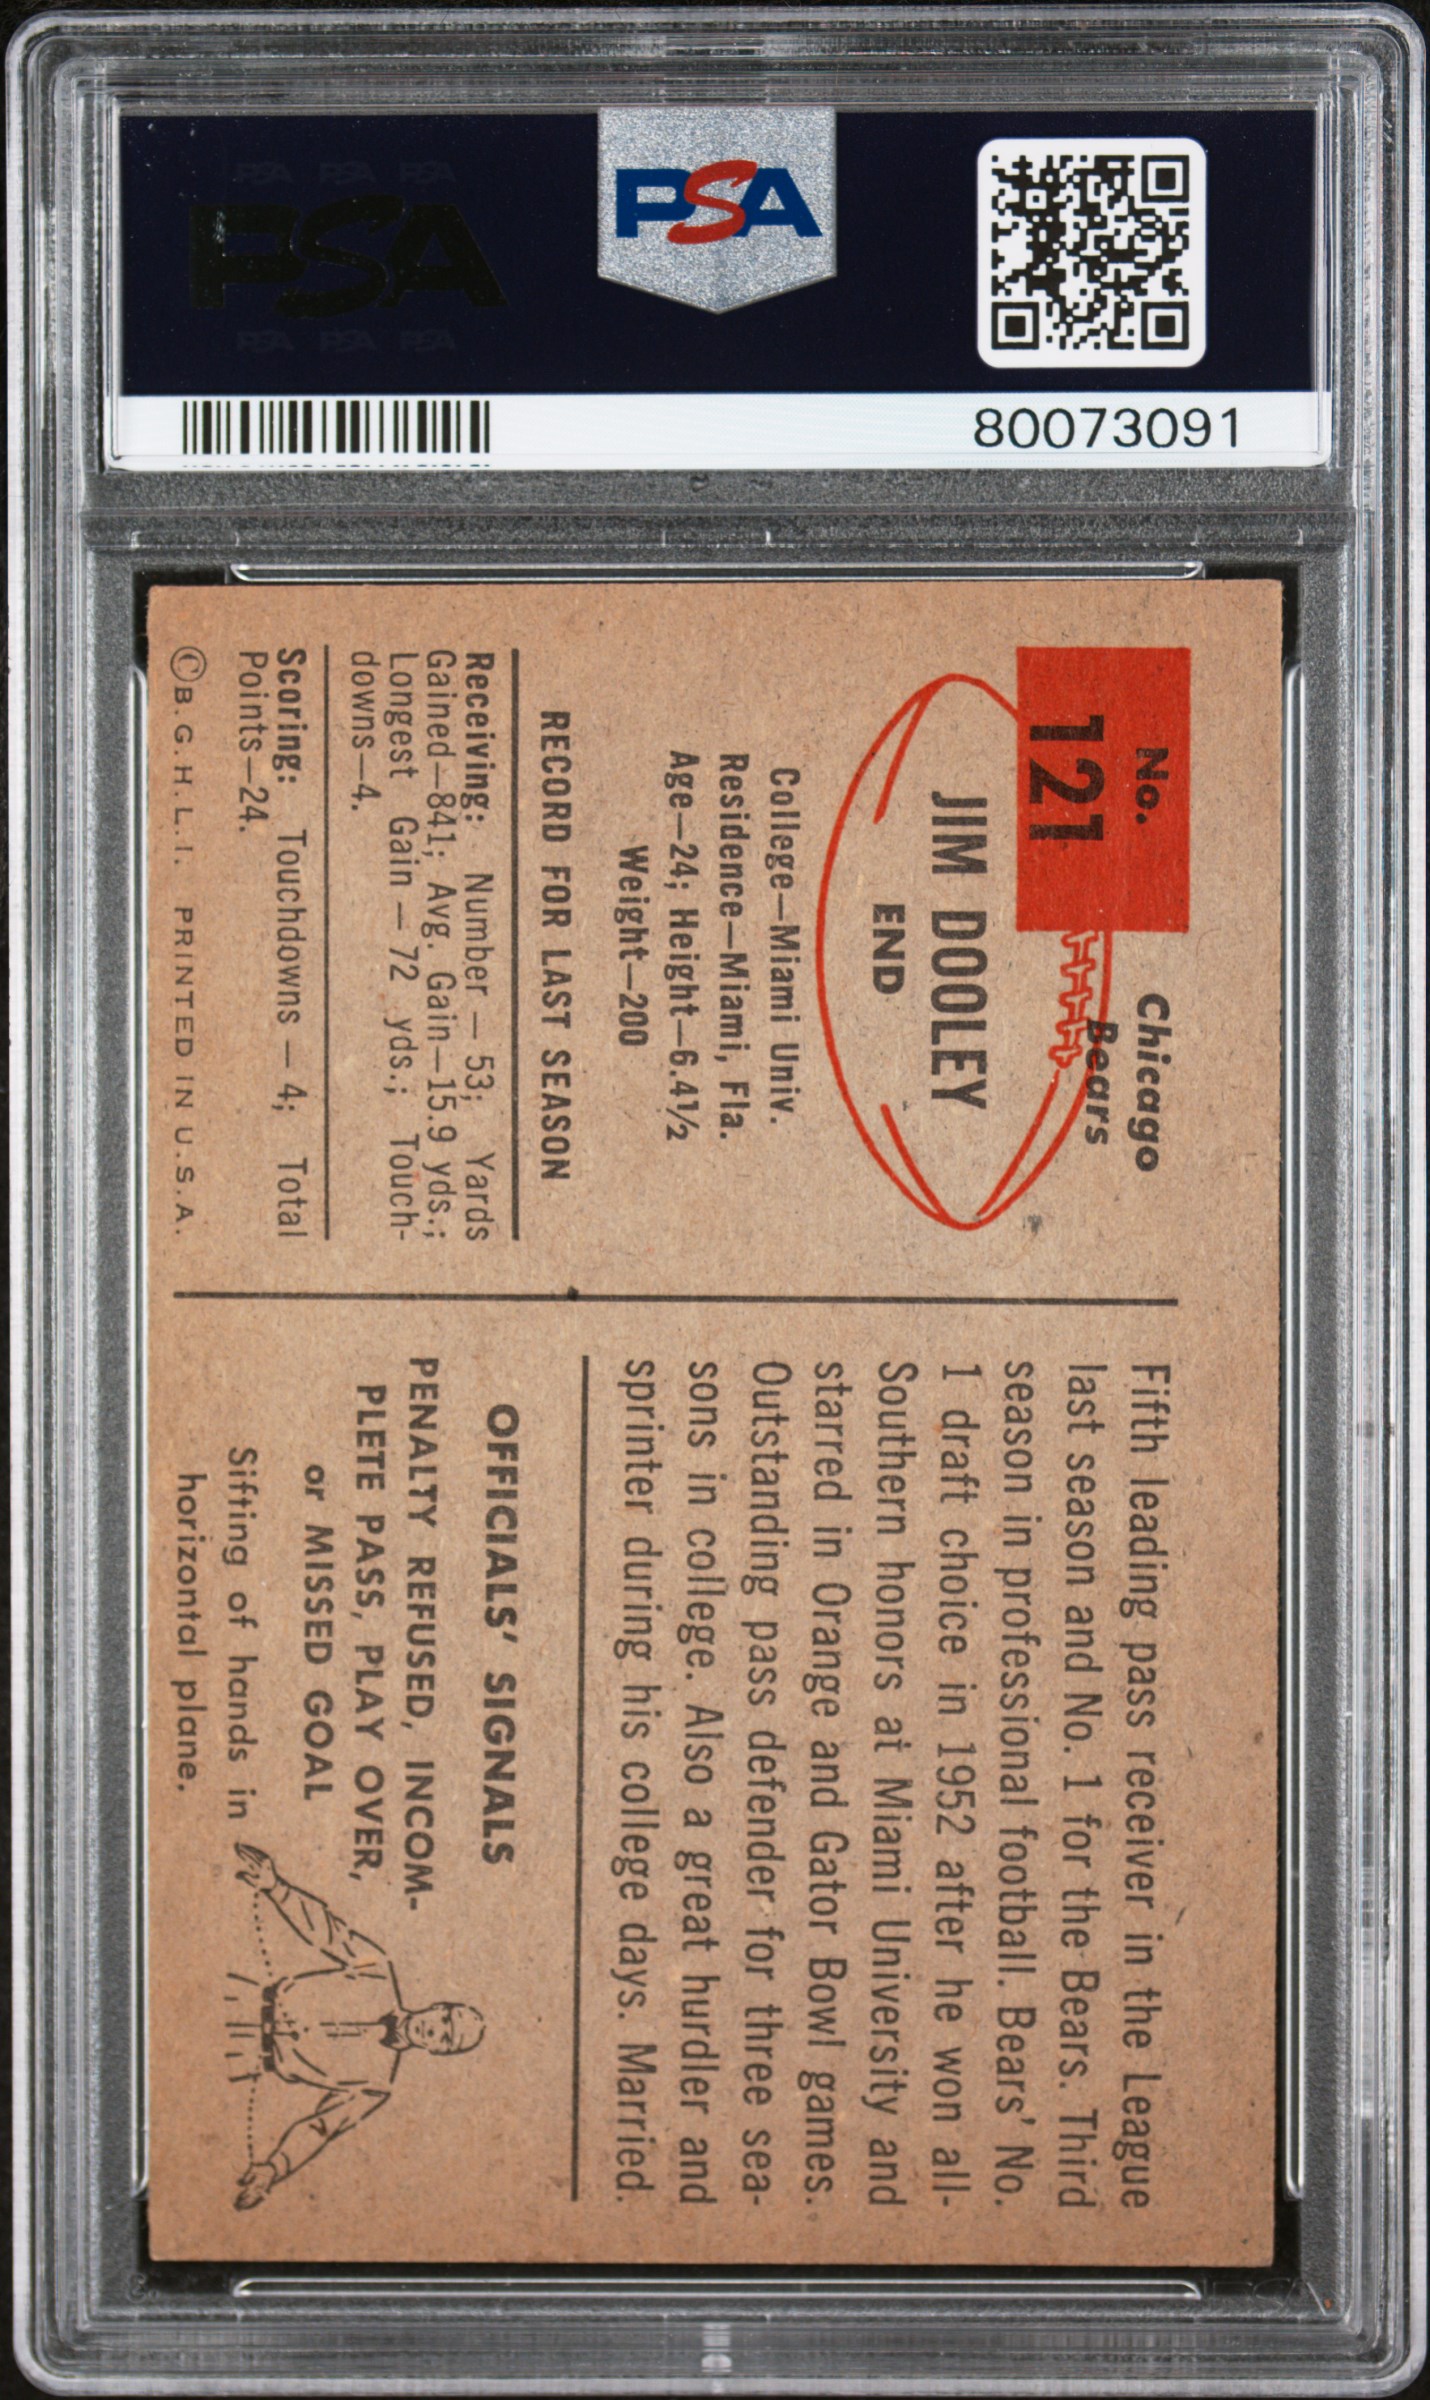 PSA PSA PSA
PSA
PSA PSA PSA
PSA
80073091
No.
121
Chicago
Bears
JIM DOOLEY
END
College—Miami Univ.
Residence—Miami, Fla.
Age—24; Height—6.4½
Weight—200
RECORD FOR LAST SEASON
Receiving: Number — 53; Yards
Gained—841; Avg. Gain—15.9 yds.;
Longest Gain — 72 yds.; Touch-
downs—4.
Scoring: Touchdowns — 4; Total
Points—24.
©B.G.H.L.I. PRINTED IN U.S.A.
Fifth leading pass receiver in the League
last season and No. 1 for the Bears. Third
season in professional football. Bears' No.
1 draft choice in 1952 after he won all-
Southern honors at Miami University and
starred in Orange and Gator Bowl games.
Outstanding pass defender for three sea-
sons in college. Also a great hurdler and
sprinter during his college days. Married.
OFFICIALS' SIGNALS
PENALTY REFUSED, INCOM-
PLETE PASS, PLAY OVER,
or MISSED GOAL
Sifting of hands in
horizontal plane.